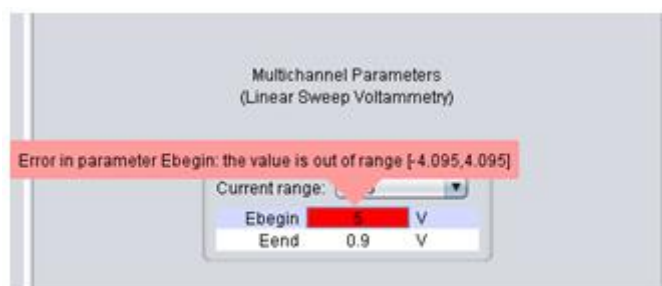 Multichannel Parameters
(Linear Sweep Voltammetry)
Error in parameter Ebegin: the value is out of range [-4.095,4.095]
Current range:
Ebegin 5 V
Eend 0.9 V